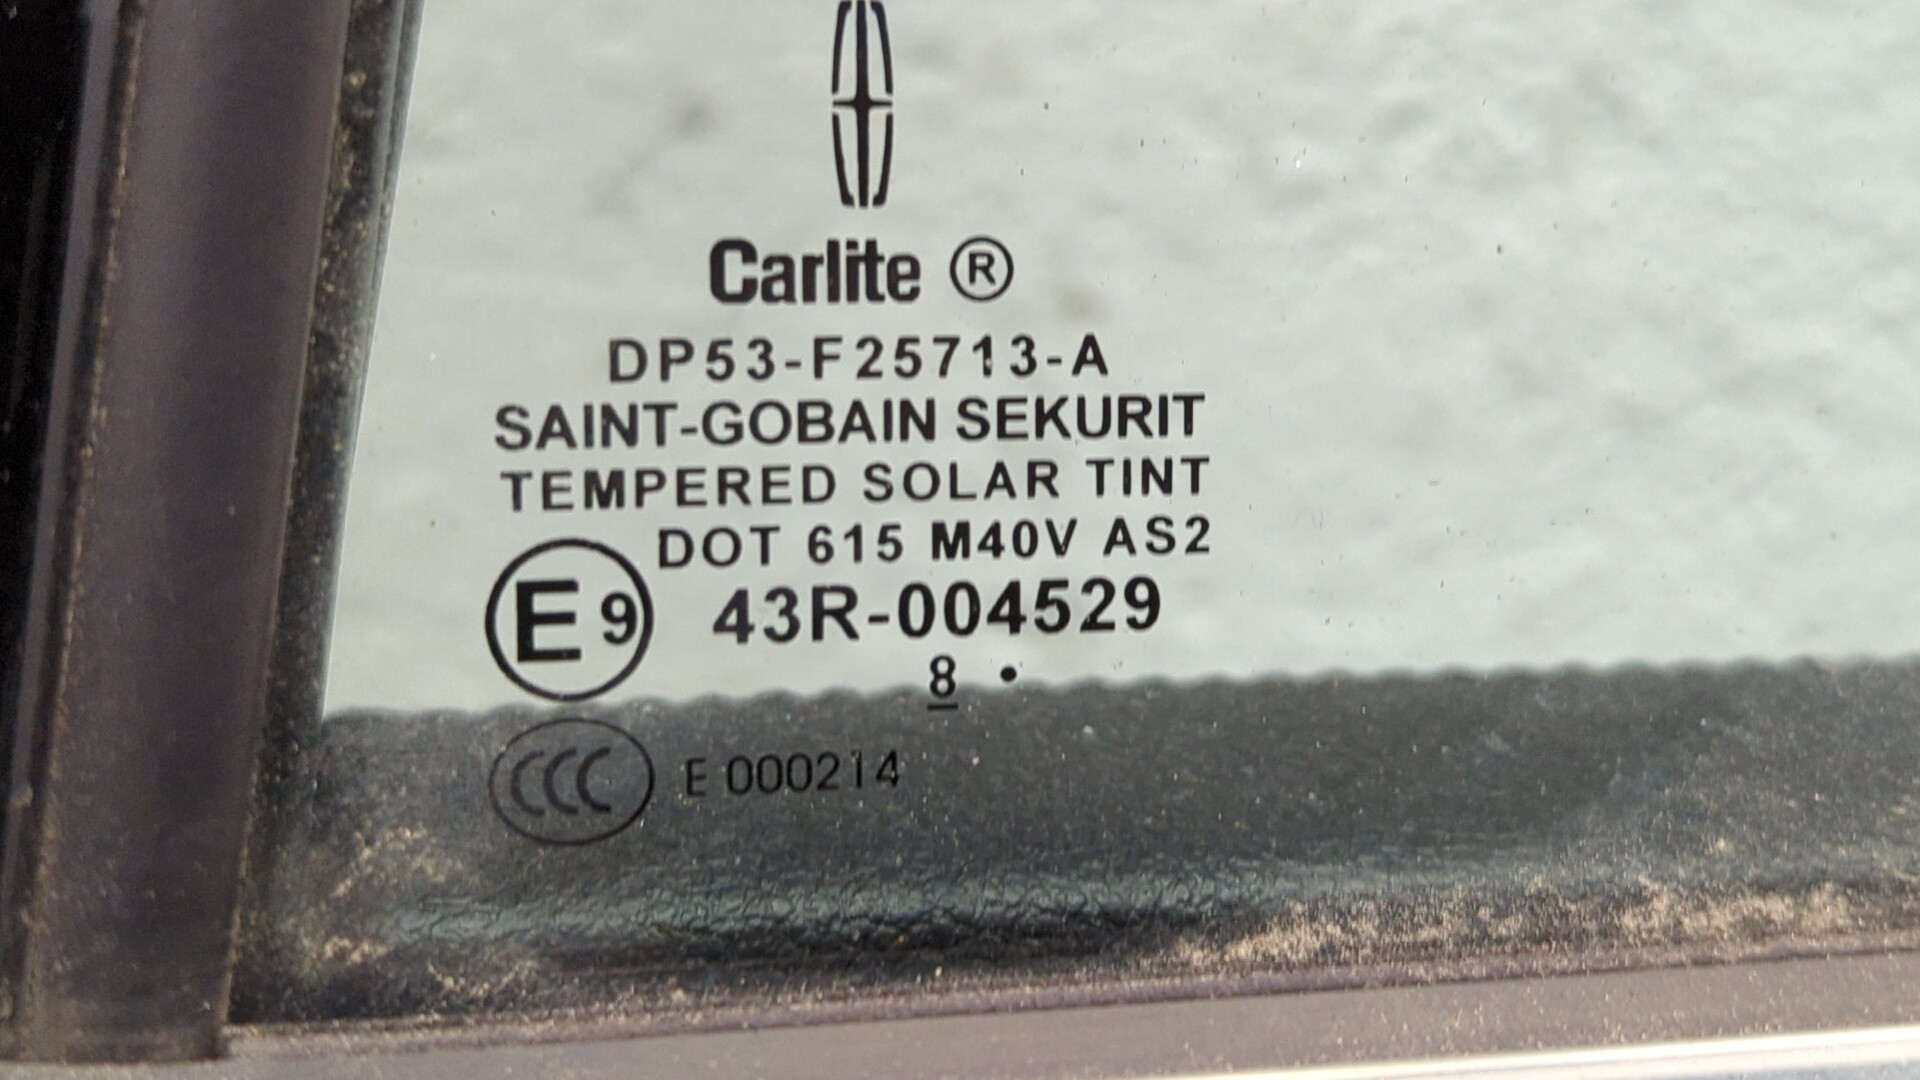 Carlite ®
DP53-F25713-A
SAINT-GOBAIN SEKURIT
TEMPERED SOLAR TINT
DOT 615 M40V AS2
E9 43R-004529
8 •
CCC E 000214